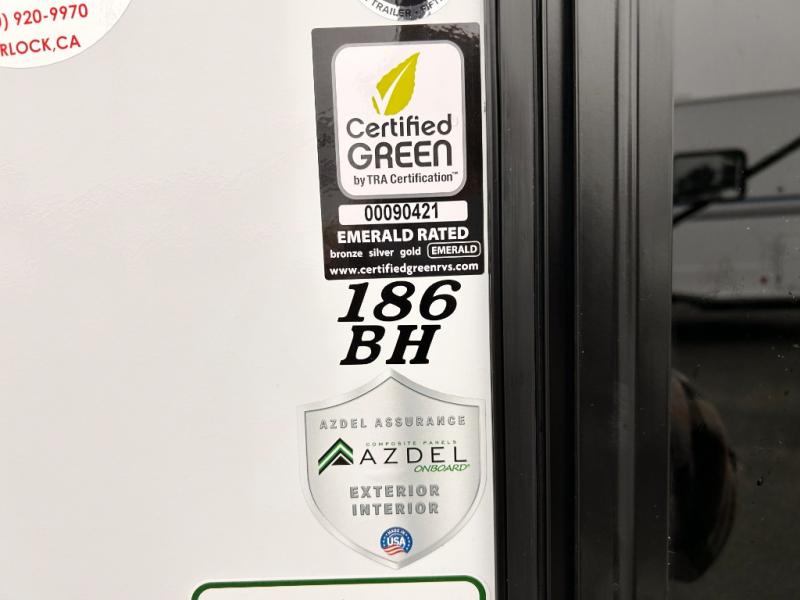 ) 920-9970
RLOCK, CA
TRAILER
Certified
GREEN
by TRA Certification™
00090421
EMERALD RATED
bronze silver gold EMERALD
www.certifiedgreenrvs.com
186
BH
AZDEL ASSURANCE
COMPOSITE PANELS
AZDEL
ONBOARD®
EXTERIOR
INTERIOR
MADE IN
USA